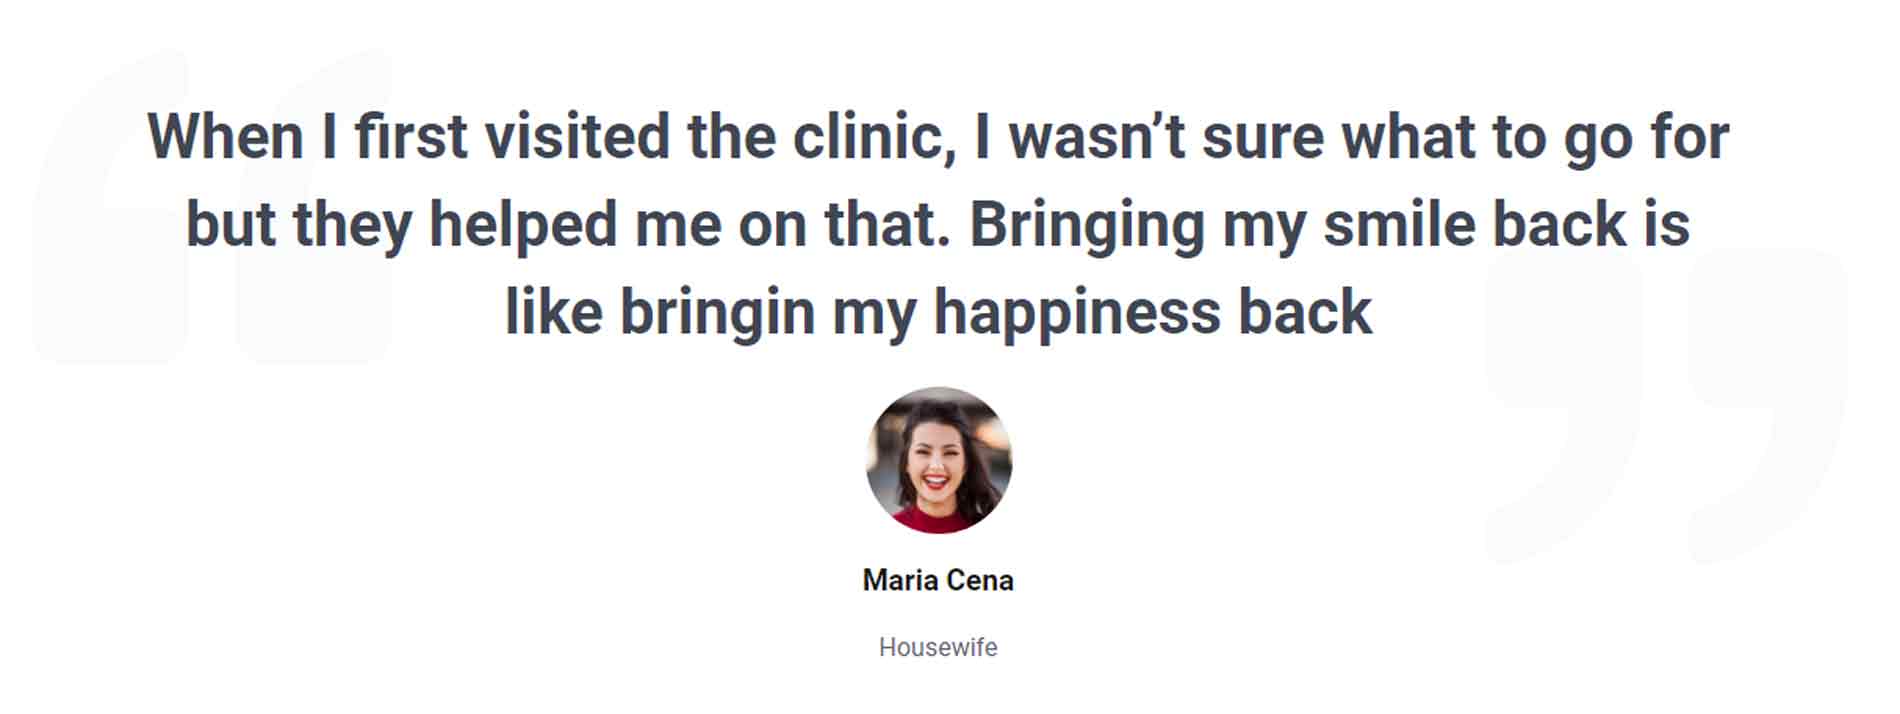 When I first visited the clinic, I wasn’t sure what to go for
but they helped me on that. Bringing my smile back is
like bringin my happiness back
Maria Cena
Housewife